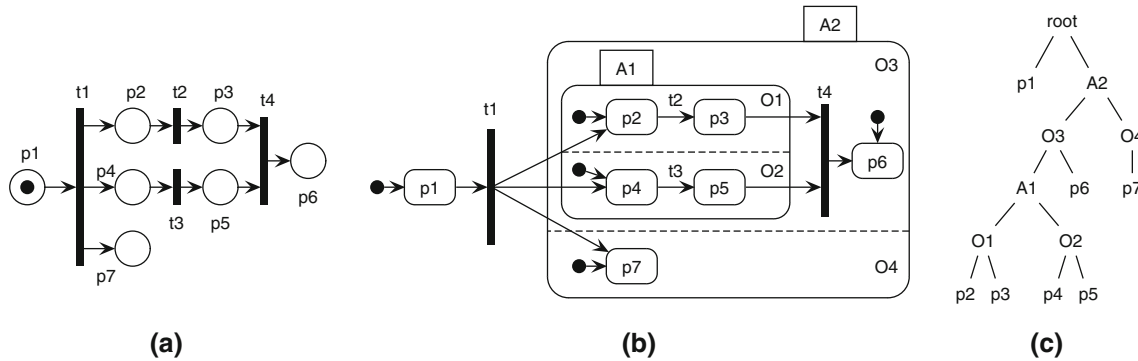 t1 p2 t2 p3 t4
p1
p4
p6
t3 p5
p7
(a)
A2
A1
O3
t1
t2
O1
t4
p2
p3
p6
t3
O2
p1
p4
p5
p7
O4
(b)
root
p1 A2
O3 O4
A1 p6 p7
O1 O2
p2 p3 p4 p5
(c)